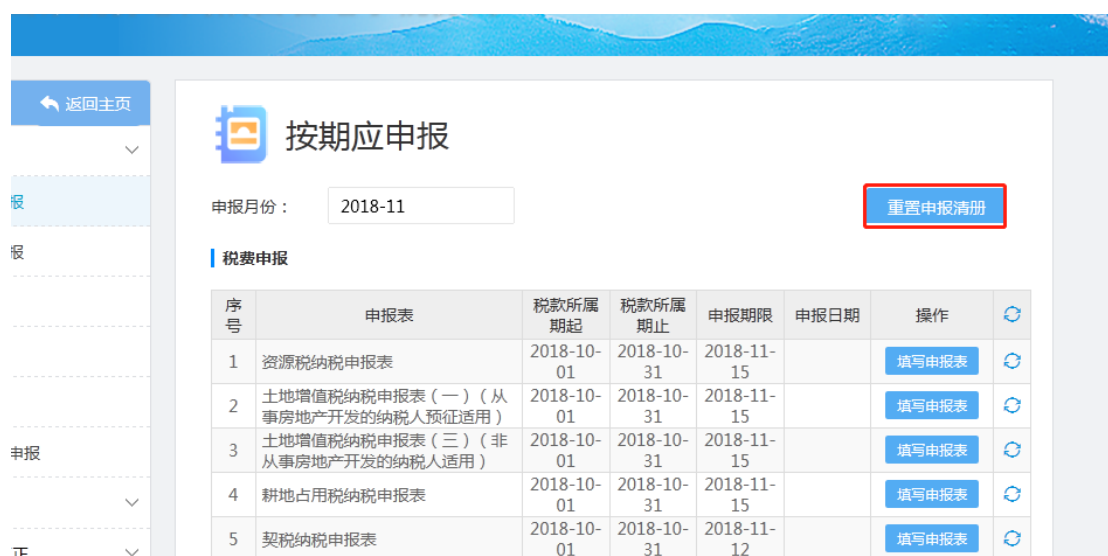 返回主页
报
报
申报
正
按期应申报
申报月份：
2018-11
重置申报清册
税费申报
序号
申报表
税款所属期起
税款所属期止
申报期限
申报日期
操作
1
资源税纳税申报表
2018-10-01
2018-10-31
2018-11-15
填写申报表
2
土地增值税纳税申报表（一）（从
事房地产开发的纳税人预征适用）
2018-10-01
2018-10-31
2018-11-15
填写申报表
3
土地增值税纳税申报表（三）（非
从事房地产开发的纳税人适用）
2018-10-01
2018-10-31
2018-11-15
填写申报表
4
耕地占用税纳税申报表
2018-10-01
2018-10-31
2018-11-15
填写申报表
5
契税纳税申报表
2018-10-01
2018-10-31
2018-11-12
填写申报表